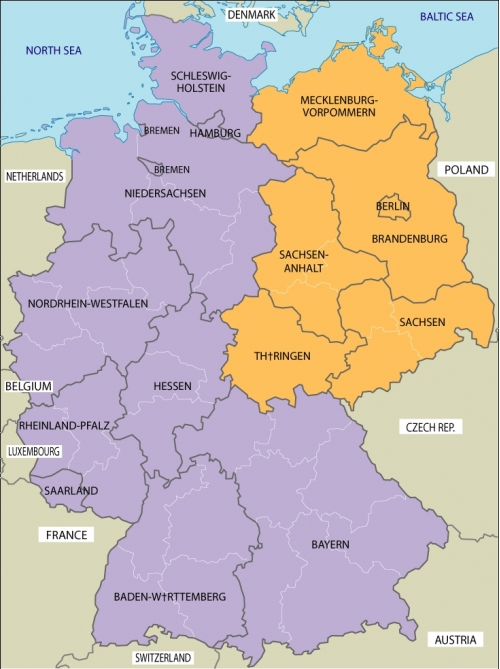 DENMARK
BALTIC SEA
NORTH SEA
SCHLESWIG-
HOLSTEIN
MECKLENBURG-
VORPOMMERN
BREMEN
HAMBURG
BREMEN
POLAND
NETHERLANDS
NIEDERSACHSEN
BERLIN
BRANDENBURG
SACHSEN-
ANHALT
NORDRHEIN-WESTFALEN
SACHSEN
TH†RINGEN
BELGIUM
HESSEN
RHEINLAND-PFALZ
CZECH REP.
LUXEMBOURG
SAARLAND
FRANCE
BAYERN
BADEN-W†RTTEMBERG
AUSTRIA
SWITZERLAND